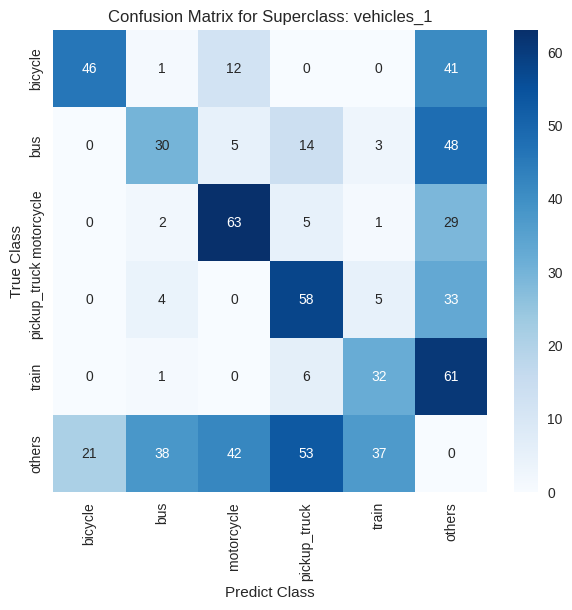 Confusion Matrix for Superclass: vehicles_1
True Class
bicycle 46 1 12 0 0 41
bus 0 30 5 14 3 48
motorcycle 0 2 63 5 1 29
pickup_truck 0 4 0 58 5 33
train 0 1 0 6 32 61
others 21 38 42 53 37 0
bicycle bus motorcycle pickup_truck train others
Predict Class
60
50
40
30
20
10
0